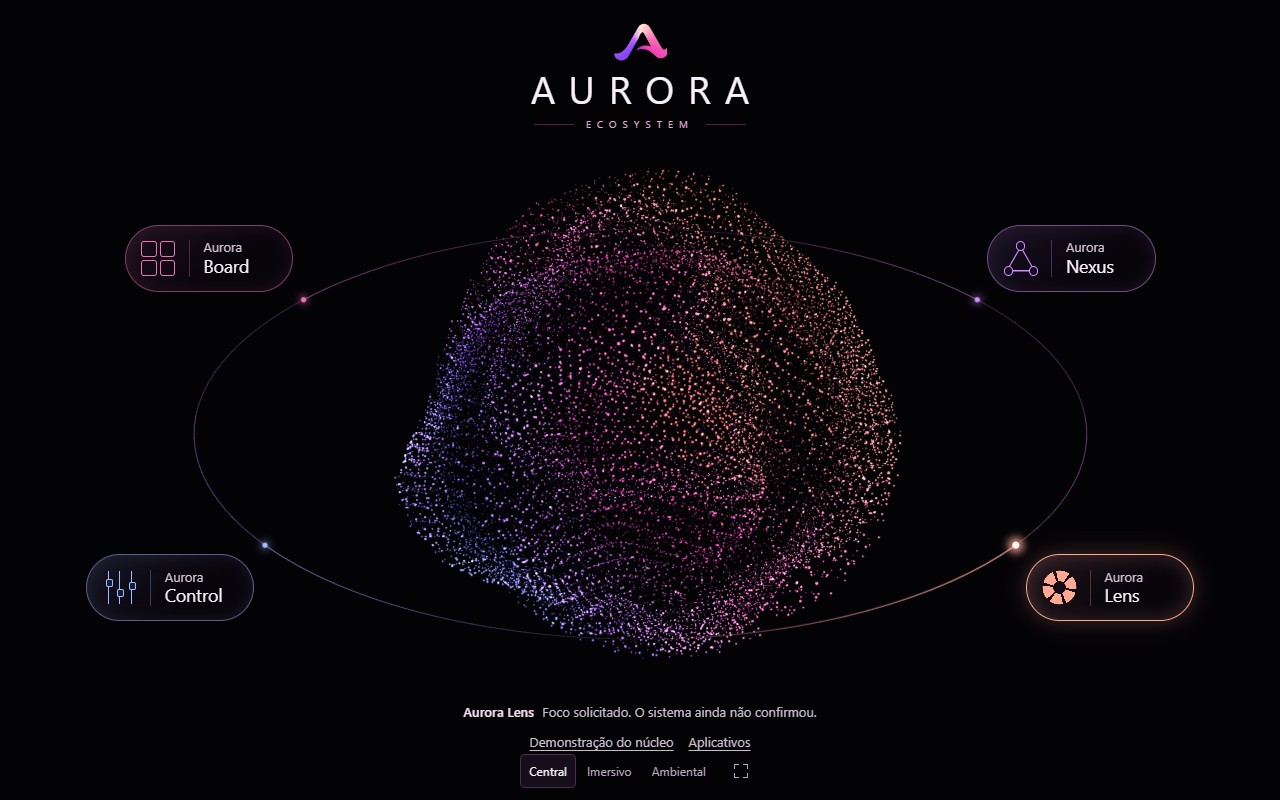 AURORA
ECOSYSTEM
Aurora
Board
Aurora
Nexus
Aurora
Control
Aurora
Lens
Aurora Lens Foco solicitado. O sistema ainda não confirmou.
Demonstração do núcleo Aplicativos
Central Imersivo Ambiental